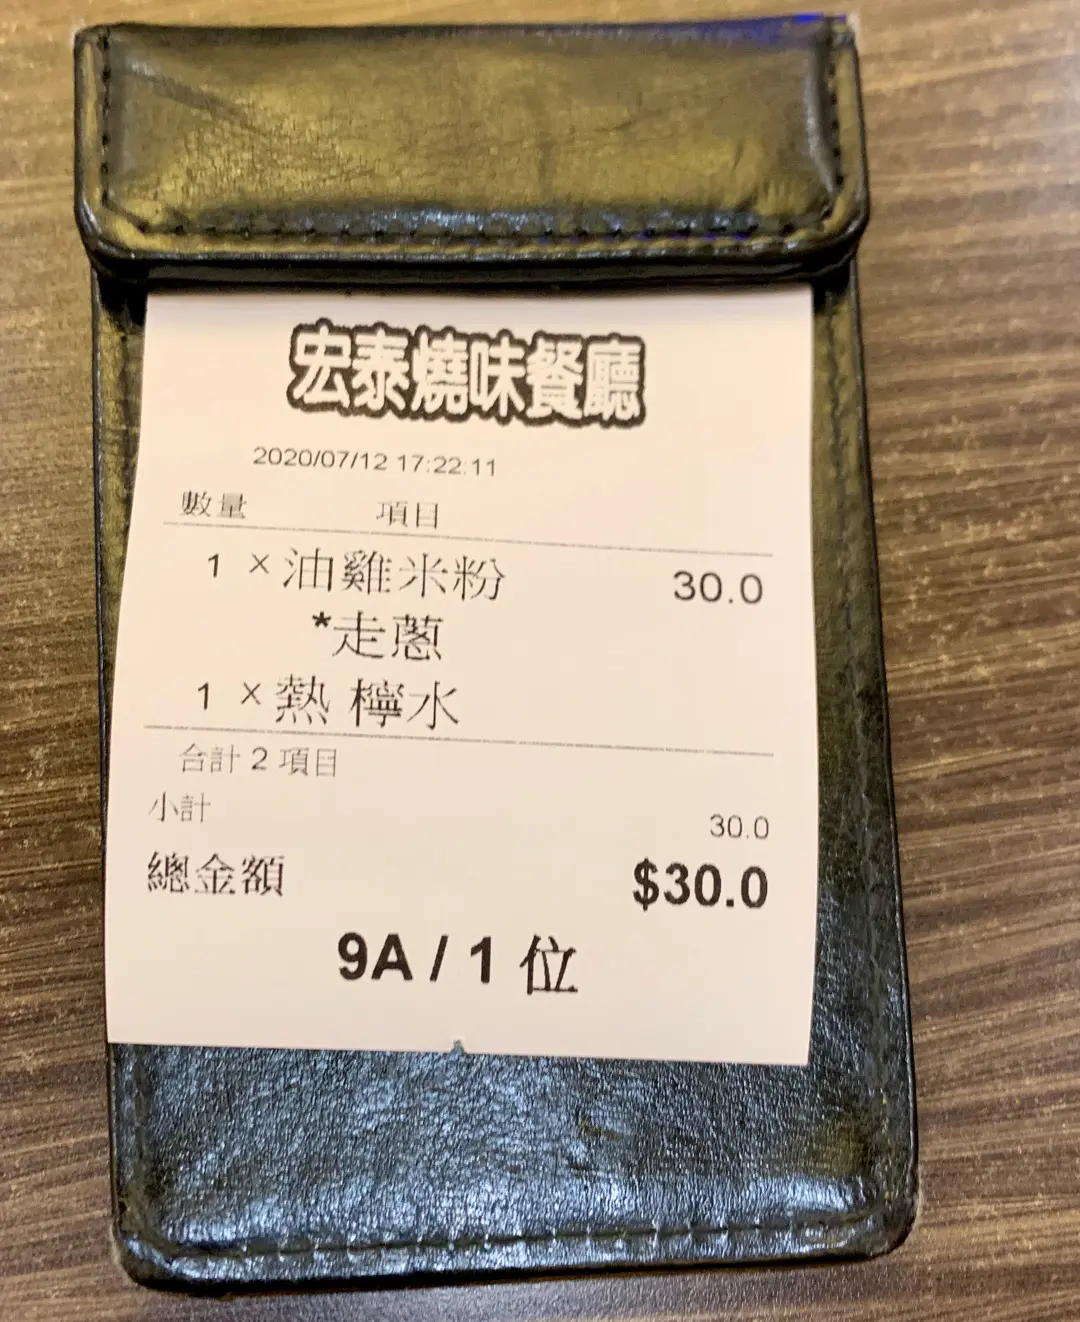 宏泰燒味餐廳
2020/07/12 17:22:11
數量 項目
1 × 油雞米粉 30.0
*走蔥
1 × 熱 檸水
合計 2 項目
小計 30.0
總金額 $30.0
9A / 1 位